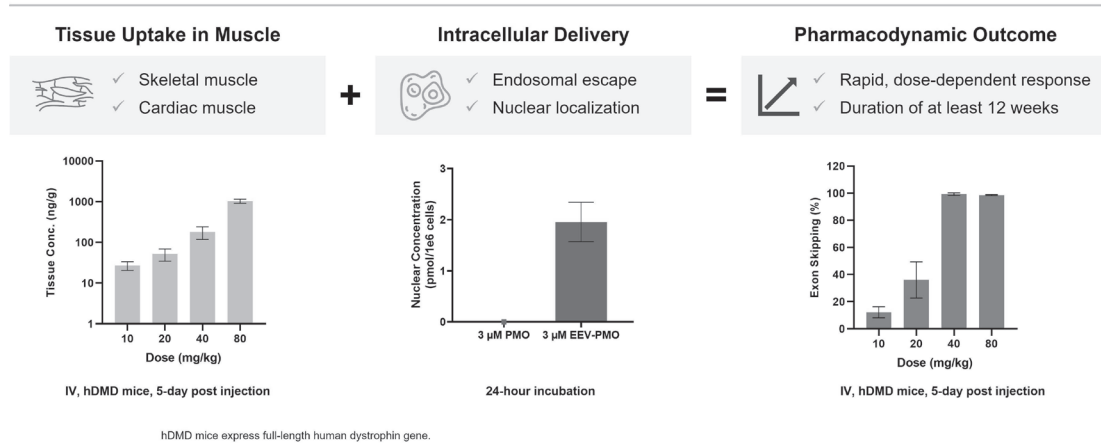 Tissue Uptake in Muscle
✓ Skeletal muscle
✓ Cardiac muscle
+
Intracellular Delivery
✓ Endosomal escape
✓ Nuclear localization
=
Pharmacodynamic Outcome
✓ Rapid, dose-dependent response
✓ Duration of at least 12 weeks
Tissue Conc. (ng/g)
10000
1000
100
10
1
10 20 40 80
Dose (mg/kg)
IV, hDMD mice, 5-day post injection
Nuclear Concentration
(pmol/1e6 cells)
3
2
1
0
3 µM PMO 3 µM EEV-PMO
24-hour incubation
Exon Skipping (%)
120
100
80
60
40
20
0
10 20 40 80
Dose (mg/kg)
IV, hDMD mice, 5-day post injection
hDMD mice express full-length human dystrophin gene.